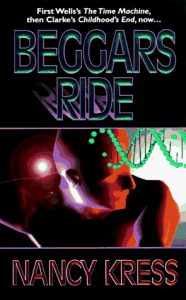 First Wells's The Time Machine,
then Clarke's Childhood's End, now...
BEGGARS
RIDE
NANCY KRESS